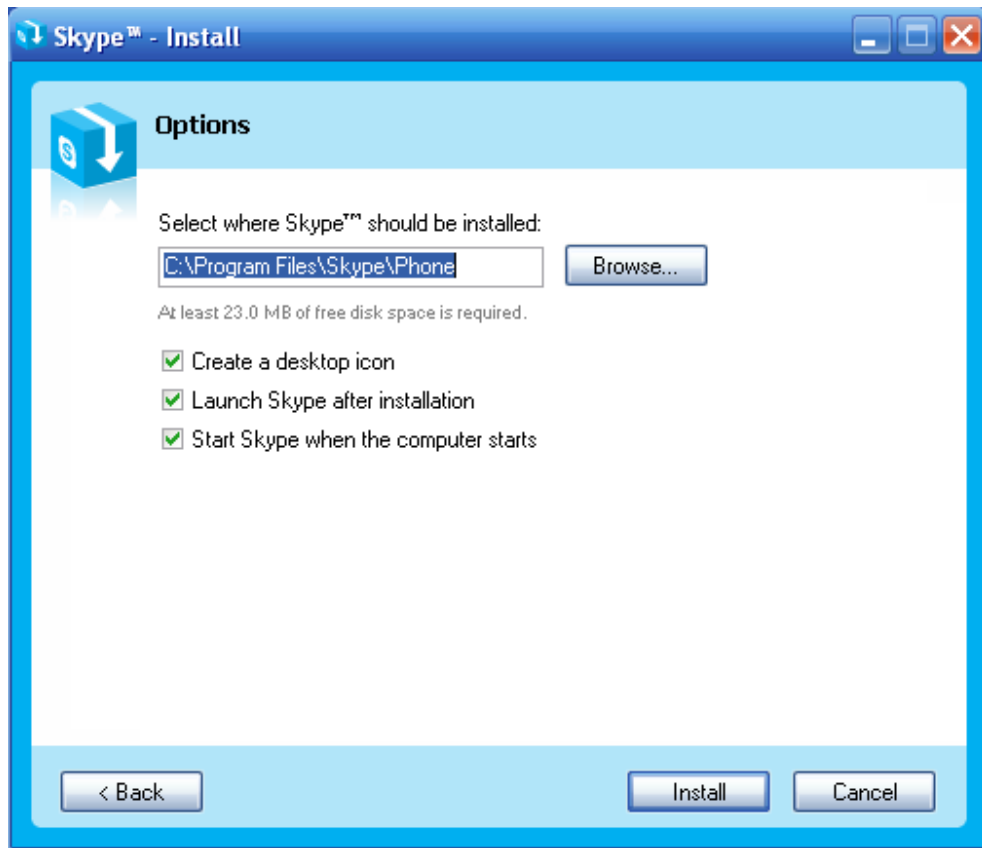 Skype™ - Install
Options
Select where Skype™ should be installed:
C:\Program Files\Skype\Phone
Browse...
At least 23.0 MB of free disk space is required.
Create a desktop icon
Launch Skype after installation
Start Skype when the computer starts
< Back
Install
Cancel